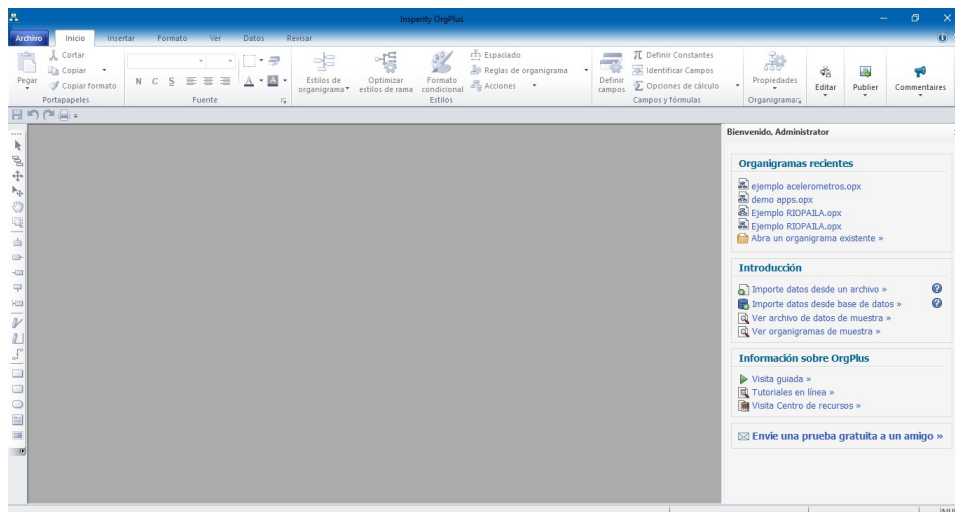 Insperity OrgPlus
Archivo Inicio Insertar Formato Ver Datos Revisar
Pegar
Cortar
Copiar
Copiar formato
Portapapeles
N C S A A
Fuente
Estilos de organigrama
Optimizar estilos de rama
Formato condicional
Espaciado
Reglas de organigrama
Acciones
Estilos
Definir campos
Definir Constantes
Identificar Campos
Opciones de cálculo
Campos y fórmulas
Propiedades
Organigrama
Editar
Publier
Commentaires
Bienvenido, Administrator
Organigramas recientes
ejemplo acelerometros.opx
demo apps.opx
Ejemplo RIOPAILA.opx
Ejemplo RIOPAILA.opx
Abra un organigrama existente »
Introducción
Importe datos desde un archivo »
Importe datos desde base de datos »
Ver archivo de datos de muestra »
Ver organigramas de muestra »
Información sobre OrgPlus
Visita guiada »
Tutoriales en línea »
Visita Centro de recursos »
Envíe una prueba gratuita a un amigo »